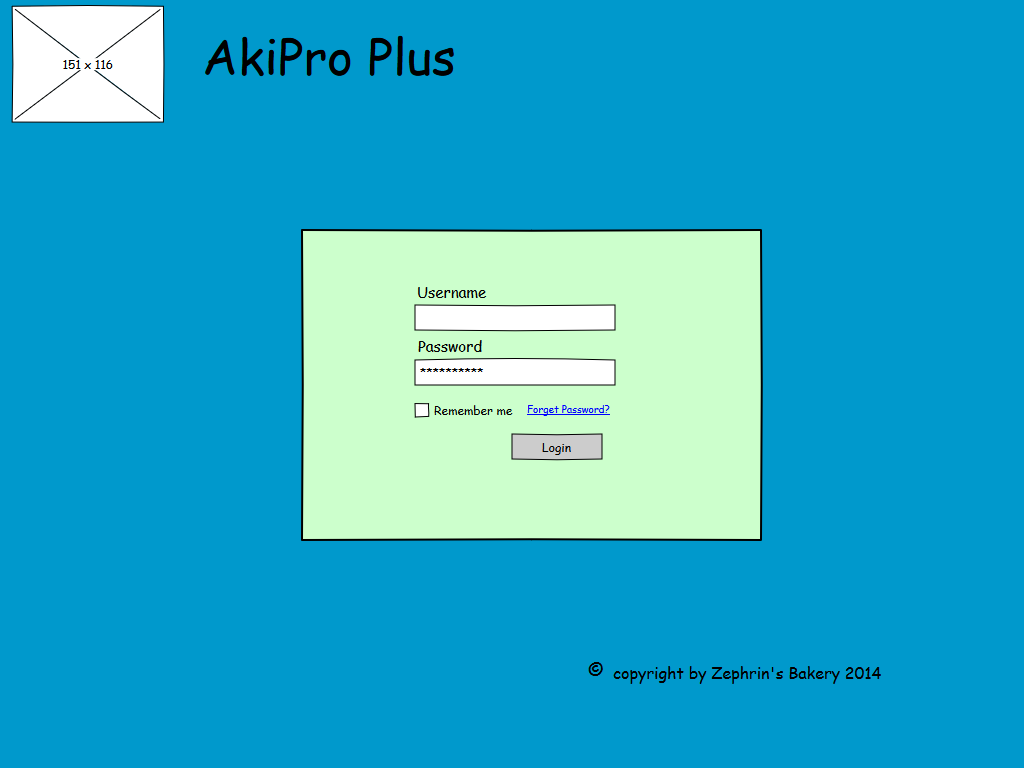 151 x 116
AkiPro Plus
Username
Password
**********
Remember me Forget Password?
Login
© copyright by Zephrin's Bakery 2014